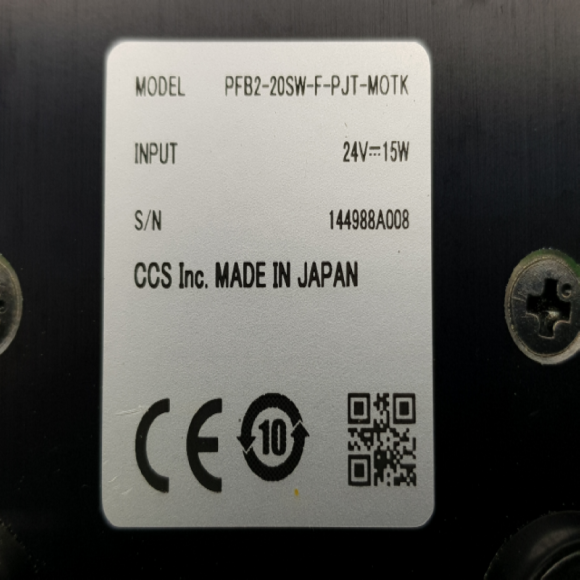 MODEL PFB2-20SW-F-PJT-MOTK
INPUT 24V⎓15W
S/N 144988A008
CCS Inc. MADE IN JAPAN
CE 10